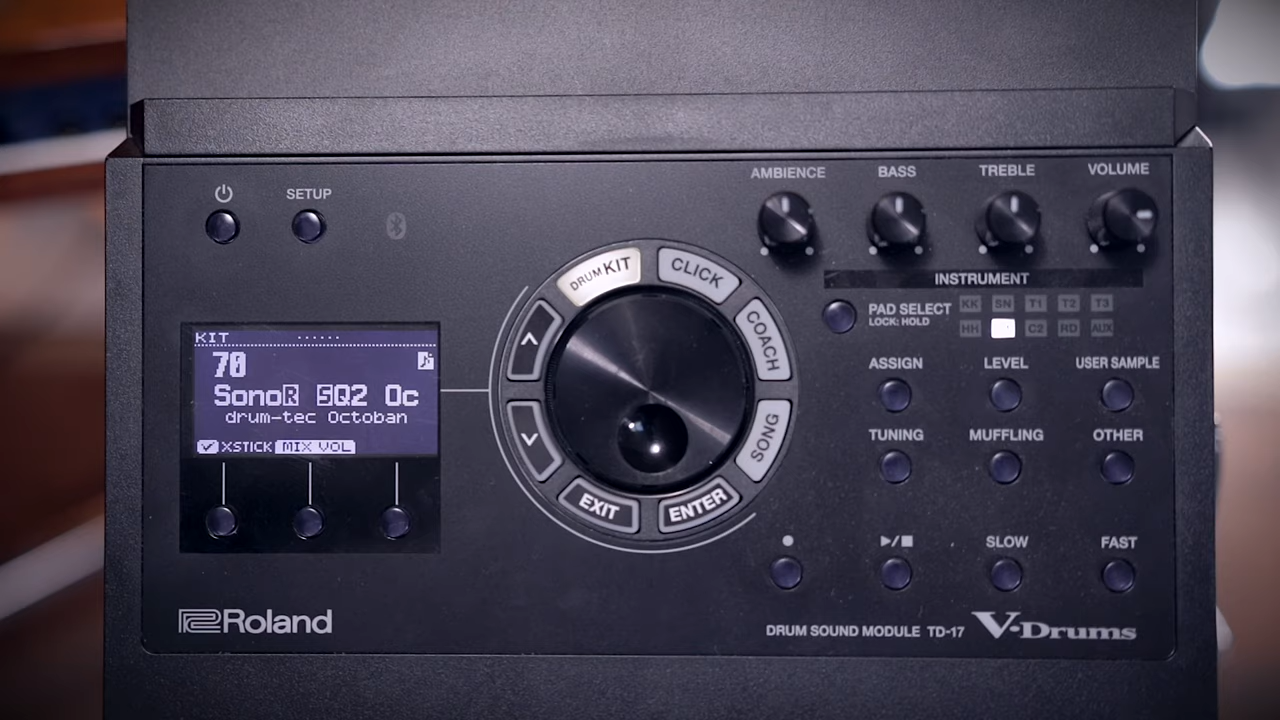 AMBIENCE BASS TREBLE VOLUME
SETUP
INSTRUMENT
PAD SELECT
LOCK: HOLD
KK SN T1 T2 T3
HH C2 RD AUX
DRUM KIT
CLICK
COACH
SONG
ENTER
EXIT
KIT
70
SonoR SQ2 Oc
drum-tec Octoban
XSTICK MIX VOL
ASSIGN LEVEL USER SAMPLE
TUNING MUFFLING OTHER
SLOW FAST
Roland
DRUM SOUND MODULE TD-17 V-Drums